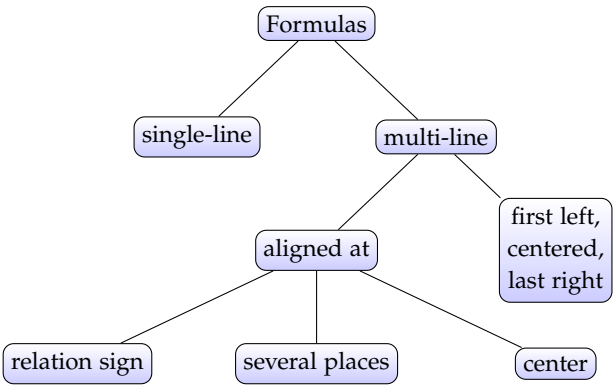 Formulas
single-line
multi-line
aligned at
first left,
centered,
last right
relation sign
several places
center